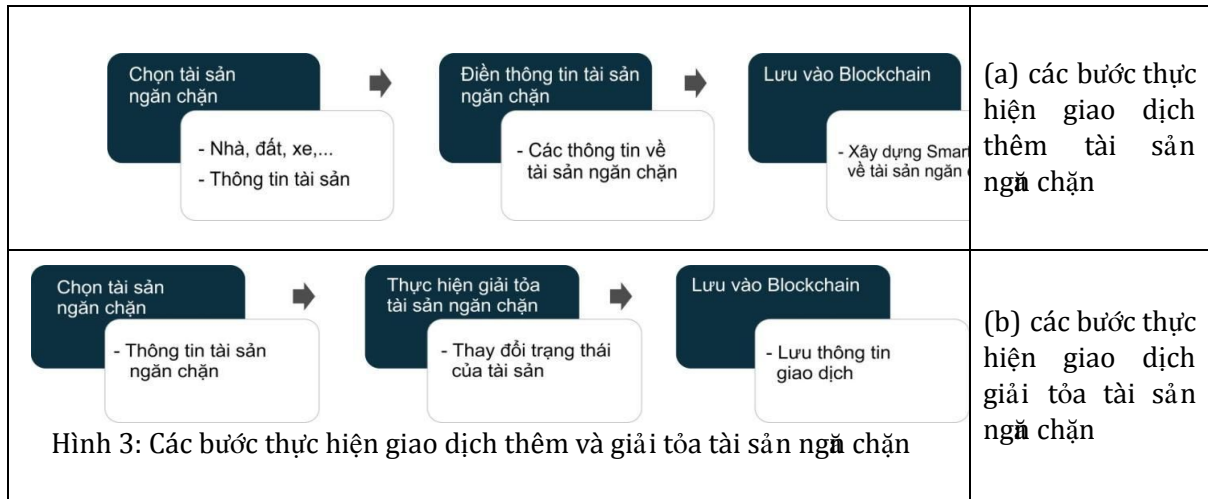 Chọn tài sản
ngăn chặn
- Nhà, đất, xe,...
- Thông tin tài sản
Điền thông tin tài sản
ngăn chặn
- Các thông tin về
tài sản ngăn chặn
Lưu vào Blockchain
- Xây dựng Smart
về tài sản ngăn
(a) các bước thực
hiện giao dịch
thêm tài sản
ngăn chặn
Chọn tài sản
ngăn chặn
- Thông tin tài sản
ngăn chặn
Thực hiện giải tỏa
tài sản ngăn chặn
- Thay đổi trạng thái
của tài sản
Lưu vào Blockchain
- Lưu thông tin
giao dịch
(b) các bước thực
hiện giao dịch
giải tỏa tài sản
ngăn chặn
Hình 3: Các bước thực hiện giao dịch thêm và giải tỏa tài sản ngăn chặn